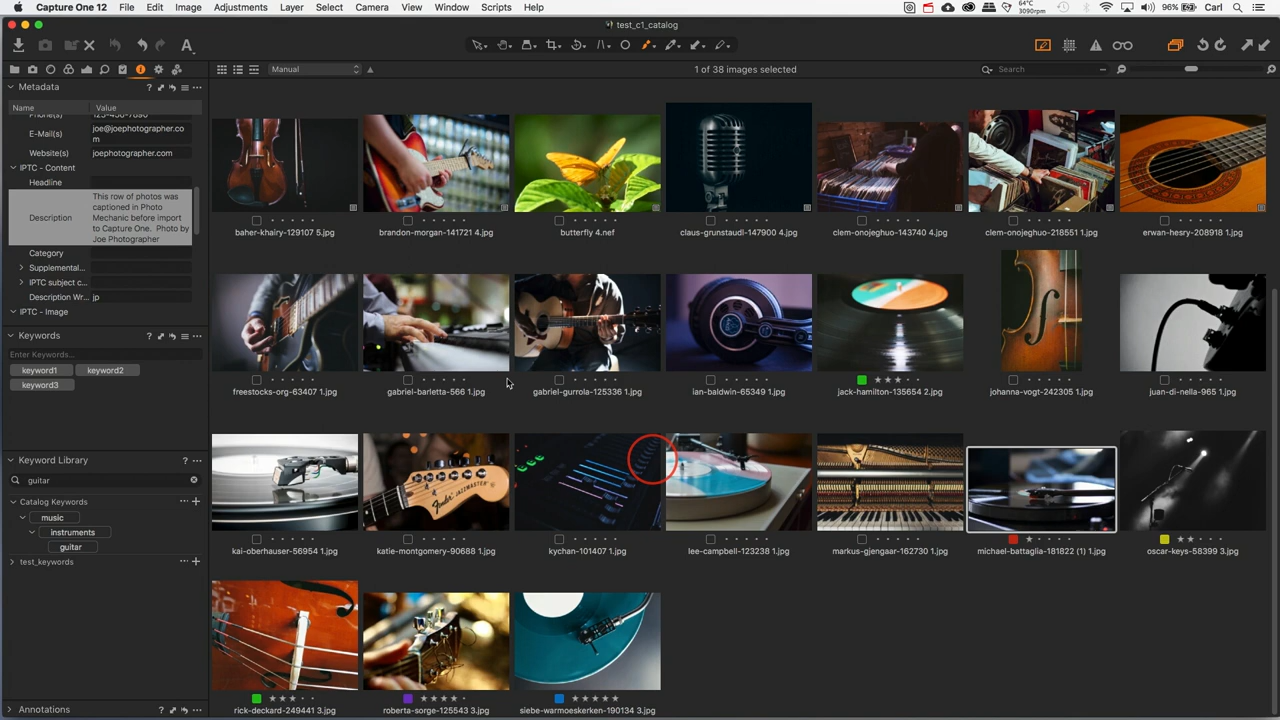 Capture One 12 File Edit Image Adjustments Layer Select Camera View Window Scripts Help
64°C
3090rpm
96%
Carl
test_c1_catalog
Manual
1 of 38 images selected
Search
Metadata
Name Value
Phone(s) 123-456-7890
E-Mail(s) joe@joephotographer.co
m
Website(s) joephotographer.com
IPTC - Content
Headline
Description
This row of photos was
captioned in Photo
Mechanic before import
to Capture One. Photo by
Joe Photographer
Category
Supplemental...
IPTC subject c...
Description Wr... jp
IPTC - Image
Keywords
Enter Keywords...
keyword1 keyword2
keyword3
Keyword Library
guitar
Catalog Keywords
music
instruments
guitar
test_keywords
Annotations
baher-khairy-129107 5.jpg
brandon-morgan-141721 4.jpg
butterfly 4.nef
claus-grunstaudl-147900 4.jpg
clem-onojeghuo-143740 4.jpg
clem-onojeghuo-218551 1.jpg
erwan-hesry-208918 1.jpg
freestocks-org-63407 1.jpg
gabriel-barletta-566 1.jpg
gabriel-gurrola-125336 1.jpg
ian-baldwin-65349 1.jpg
jack-hamilton-135654 2.jpg
johanna-vogt-242305 1.jpg
juan-di-nella-965 1.jpg
Fender JAZZMASTER
kai-oberhauser-56954 1.jpg
katie-montgomery-90688 1.jpg
kychan-101407 1.jpg
lee-campbell-123238 1.jpg
markus-gjengaar-162730 1.jpg
michael-battaglia-181822 (1) 1.jpg
oscar-keys-58399 3.jpg
rick-deckard-249441 3.jpg
roberta-sorge-125543 3.jpg
siebe-warmoeskerken-190134 3.jpg